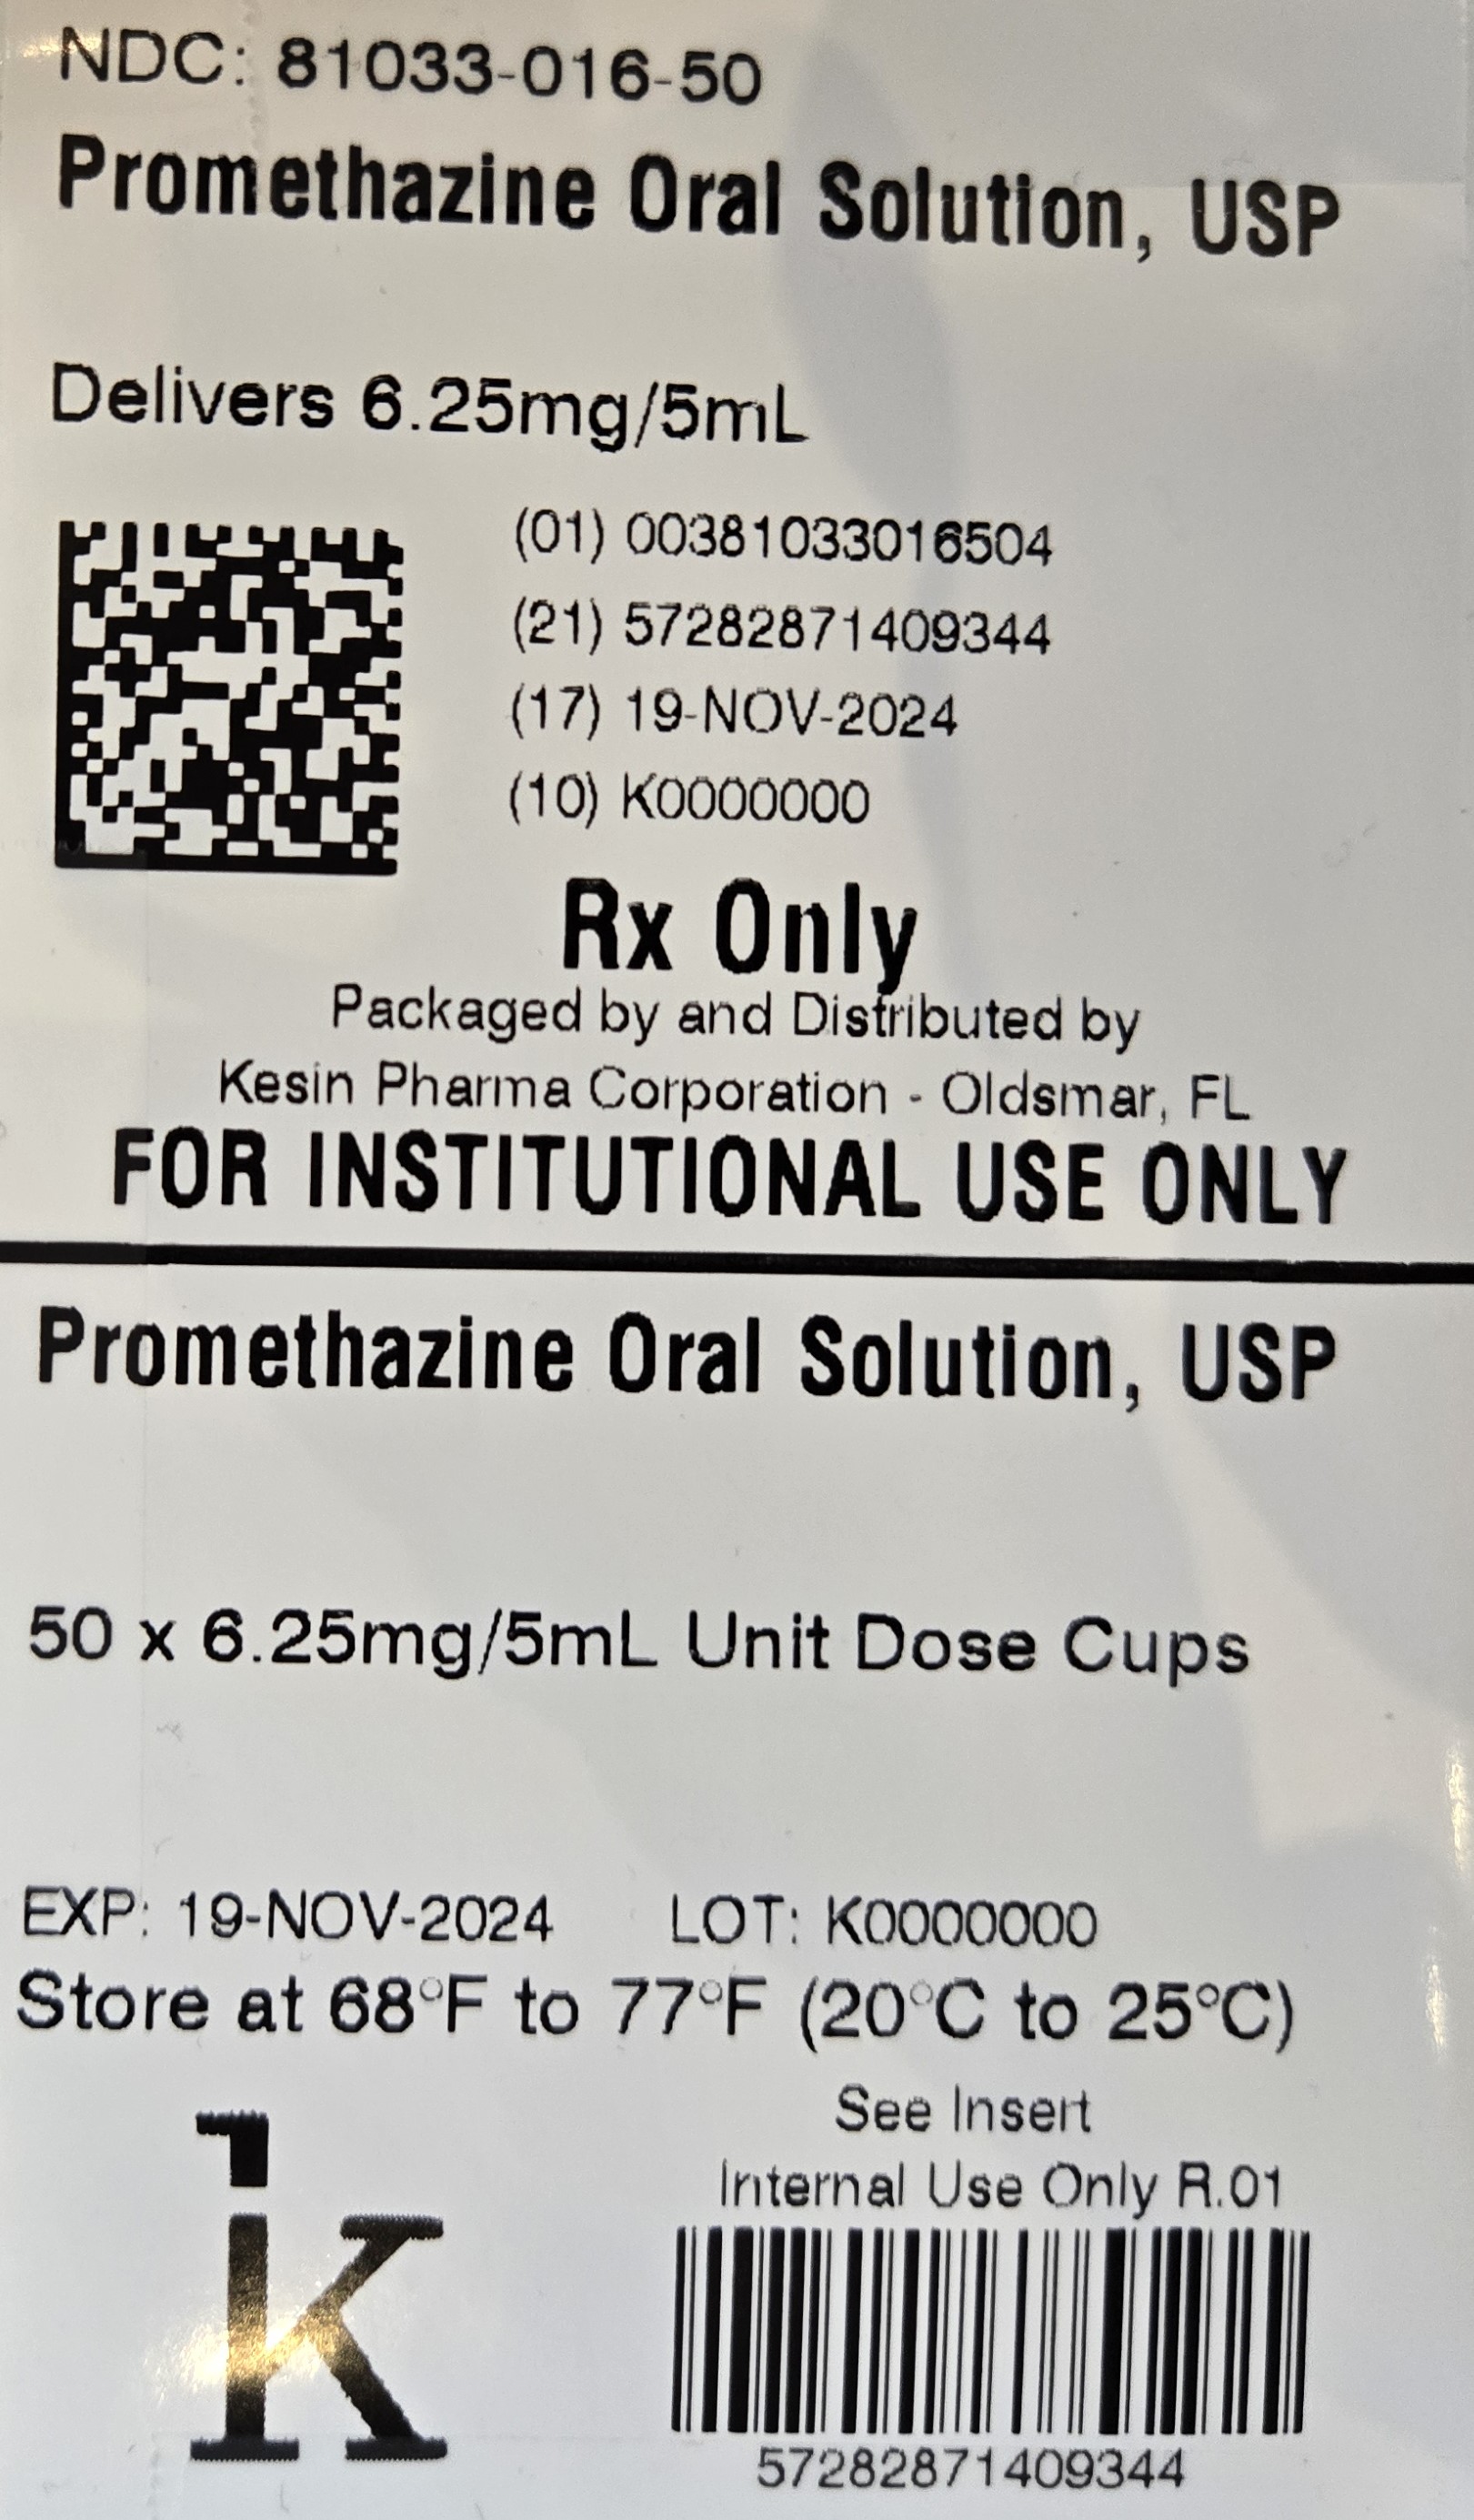 NDC: 81033-016-50
Promethazine Oral Solution, USP
Delivers 6.25mg/5mL
(01) 00381033016504
(21) 57282871409344
(17) 19-NOV-2024
(10) K0000000
Rx Only
Packaged by and Distributed by
Kesin Pharma Corporation - Oldsmar, FL
FOR INSTITUTIONAL USE ONLY
Promethazine Oral Solution, USP
50 x 6.25mg/5mL Unit Dose Cups
EXP: 19-NOV-2024 LOT: K0000000
Store at 68°F to 77°F (20°C to 25°C)
See Insert
Internal Use Only R.01
k
57282871409344